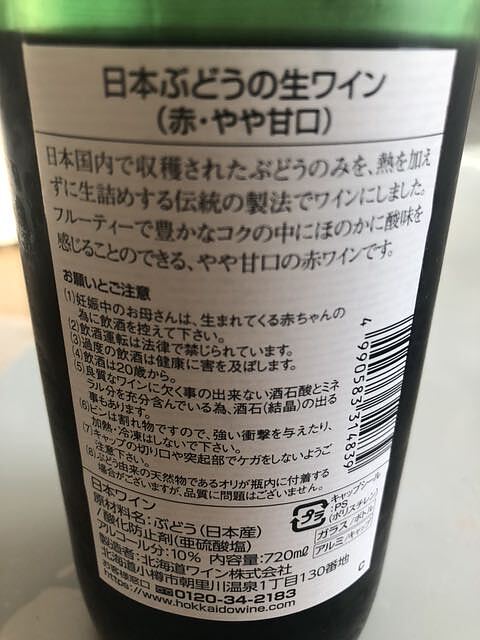 日本ぶどうの生ワイン
(赤・やや甘口)
日本国内で収穫されたぶどうのみを、熱を加え
ずに生詰めする伝統の製法でワインにしました。
フルーティーで豊かなコクの中にほのかに酸味を
感じることのできる、やや甘口の赤ワインです。
お願いとご注意
(1)妊娠中のお母さんは、生まれてくる赤ちゃんの
為に飲酒を控えて下さい。
(2)飲酒運転は法律で禁じられています。
(3)過度の飲酒は健康に害を及ぼします。
(4)飲酒は20歳から。
(5)良質なワインに欠く事の出来ない酒石酸とミネ
ラル分を充分含んでいる為、酒石(結晶)の出る
事もあります。
(6)ビンは割れ物ですので、強い衝撃を与えたり、
加熱・冷凍はしないで下さい。
(7)キャップの切り口や突起部でケガをしないようご
注意下さい。
(8)ぶどう由来の天然物であるオリが瓶内に付着する
場合がございますが、品質に問題はございません。
4990583314839
日本ワイン
原材料名:ぶどう(日本産)
/酸化防止剤(亜硫酸塩)
アルコール分:10% 内容量:720ml
製造者:北海道ワイン株式会社
北海道小樽市朝里川温泉1丁目130番地
お客様窓口 0120-34-2183
https://www.hokkaidowine.com
プラ
キャップシール
:PS
(ポリスチレン)
ガラス/ボトル
アルミ/キャップ
C